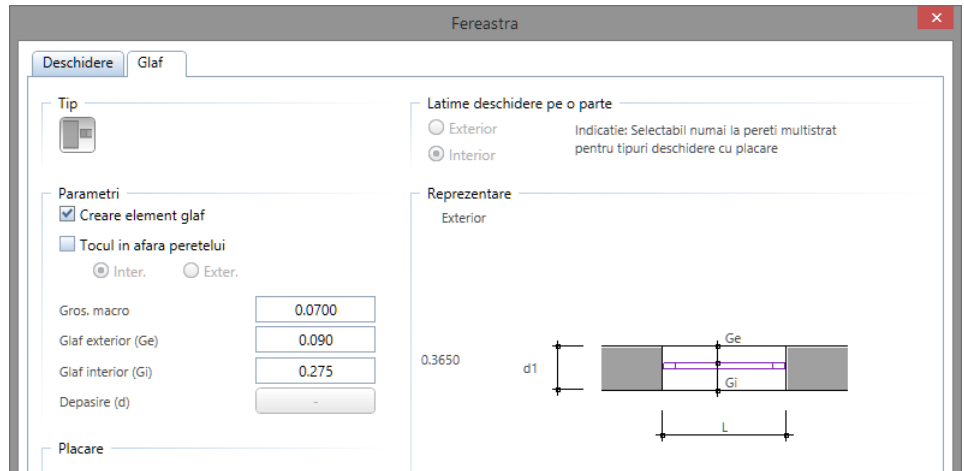 Fereastra
Deschidere
Glaf
Tip
Latime deschidere pe o parte
Exterior
Indicatie: Selectabil numai la pereti multistrat
pentru tipuri deschidere cu placare
Interior
Parametri
Creare element glaf
Tocul in afara peretelui
Inter.
Exter.
Gros. macro
0.0700
Glaf exterior (Ge)
0.090
Glaf interior (Gi)
0.275
Depasire (d)
-
Placare
Reprezentare
Exterior
0.3650
d1
Ge
Gi
L